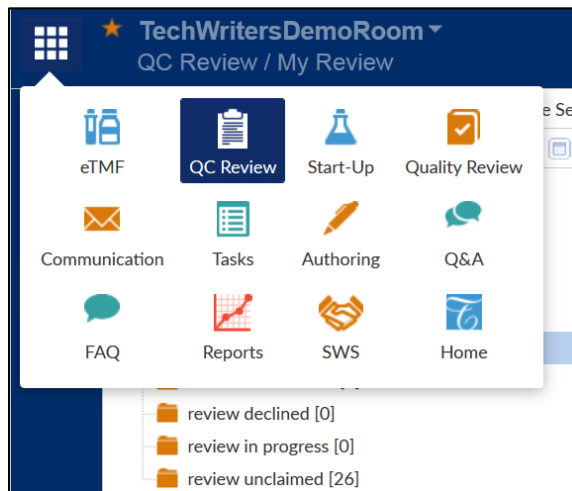 TechWritersDemoRoom
QC Review / My Review
e Se
eTMF QC Review Start-Up Quality Review
Communication Tasks Authoring Q&A
FAQ Reports SWS Home
review declined [0]
review in progress [0]
review unclaimed [26]